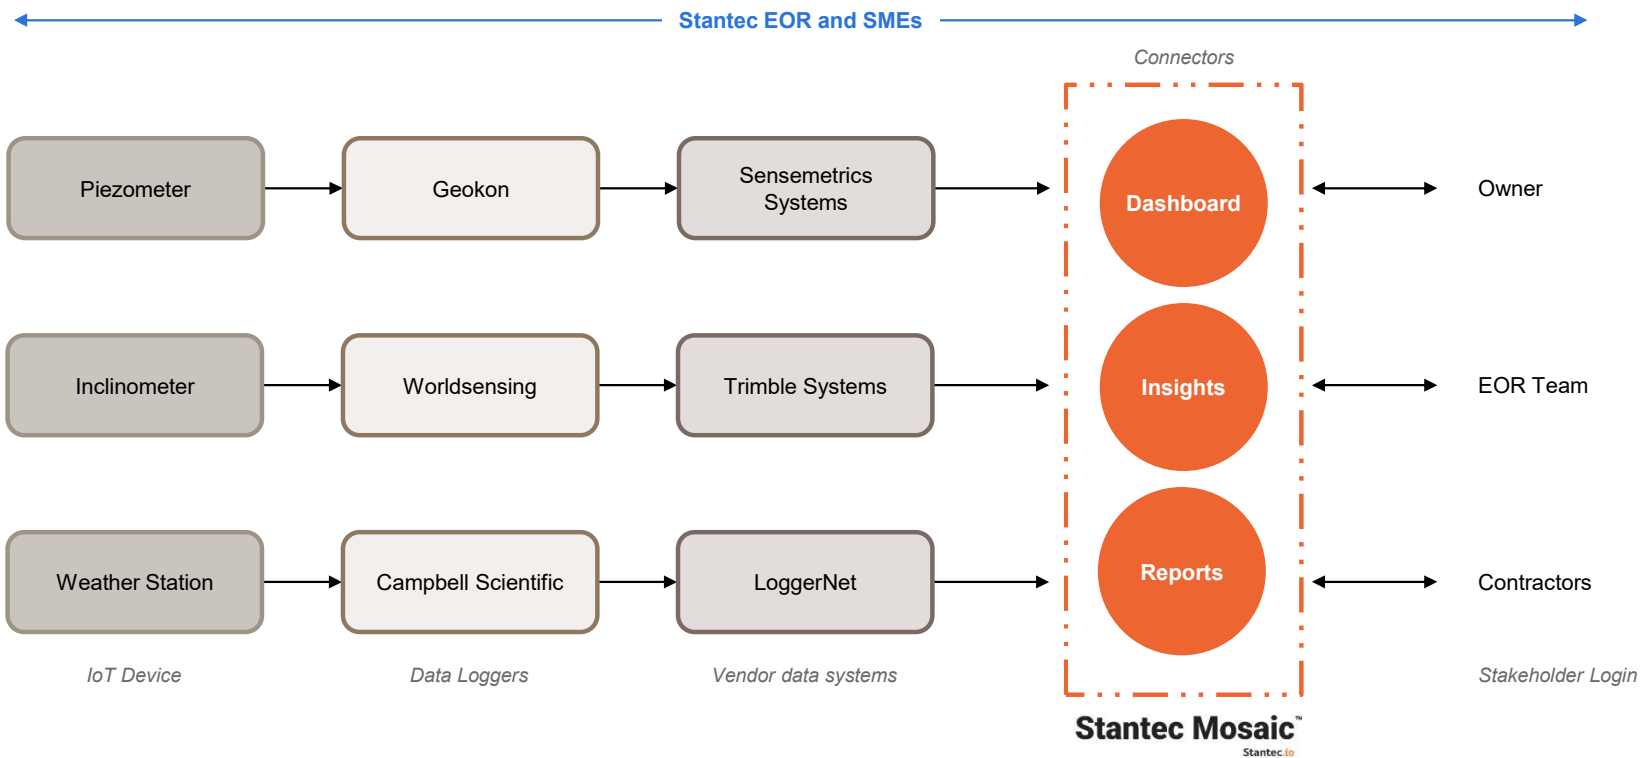 Stantec EOR and SMEs
Connectors
Piezometer
Geokon
Sensemetrics
Systems
Dashboard
Owner
Inclinometer
Worldsensing
Trimble Systems
Insights
EOR Team
Weather Station
Campbell Scientific
LoggerNet
Reports
Contractors
IoT Device
Data Loggers
Vendor data systems
Stakeholder Login
Stantec Mosaic™
Stantec.io